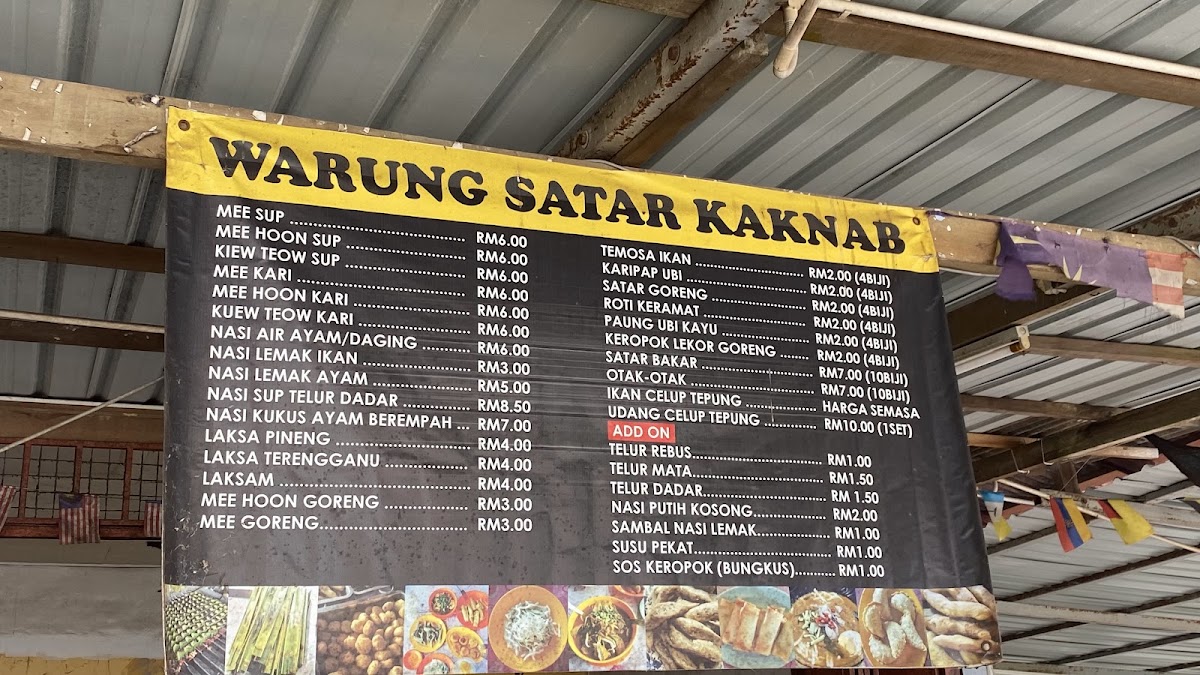 WARUNG SATAR KAKNAB
MEE SUP ........................ RM6.00
MEE HOON SUP ........................ RM6.00
KIEW TEOW SUP ........................ RM6.00
MEE KARI ........................ RM6.00
MEE HOON KARI ........................ RM6.00
KUEW TEOW KARI ........................ RM6.00
NASI AIR AYAM/DAGING ........... RM6.00
NASI LEMAK IKAN ........................ RM3.00
NASI LEMAK AYAM ........................ RM5.00
NASI SUP TELUR DADAR ............... RM8.50
NASI KUKUS AYAM BEREMPAH ... RM7.00
LAKSA PINENG ........................ RM4.00
LAKSA TERENGGANU ................... RM4.00
LAKSAM ........................ RM4.00
MEE HOON GORENG ................... RM3.00
MEE GORENG........................ RM3.00
TEMOSA IKAN ........................ RM2.00 (4BIJI)
KARIPAP UBI ........................ RM2.00 (4BIJI)
SATAR GORENG ........................ RM2.00 (4BIJI)
ROTI KERAMAT ........................ RM2.00 (4BIJI)
PAUNG UBI KAYU ........................ RM2.00 (4BIJI)
KEROPOK LEKOR GORENG ....... RM2.00 (4BIJI)
SATAR BAKAR ........................ RM7.00 (10BIJI)
OTAK-OTAK ........................ RM7.00 (10BIJI)
IKAN CELUP TEPUNG ................ HARGA SEMASA
UDANG CELUP TEPUNG ............ RM10.00 (1SET)
ADD ON
TELUR REBUS........................ RM1.00
TELUR MATA........................ RM1.50
TELUR DADAR........................ RM 1.50
NASI PUTIH KOSONG................ RM2.00
SAMBAL NASI LEMAK................. RM1.00
SUSU PEKAT........................ RM1.00
SOS KEROPOK (BUNGKUS).......... RM1.00